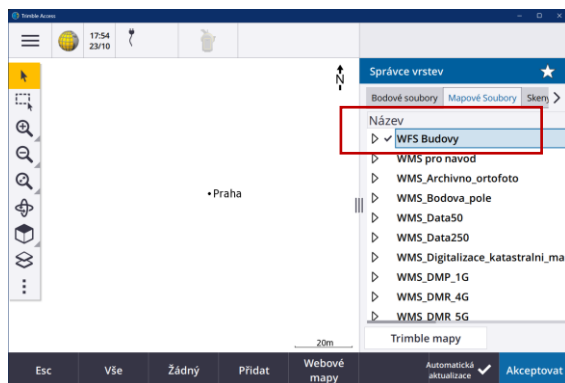 Trimble Access
17:54
23/10
N
Správce vrstev
Bodové soubory
Mapové Soubory
Název
WFS Budovy
WMS pro navod
WMS_Archivno_ortofoto
WMS_Bodova_pole
WMS_Data50
WMS_Data250
WMS_Digitalizace_katastralni_ma
WMS_DMP_1G
WMS_DMR_4G
WMS_DMR_5G
Praha
20m
Trimble mapy
Esc
Vše
Žádný
Přidat
Webové
mapy
Automatická
aktualizace
Akceptovat